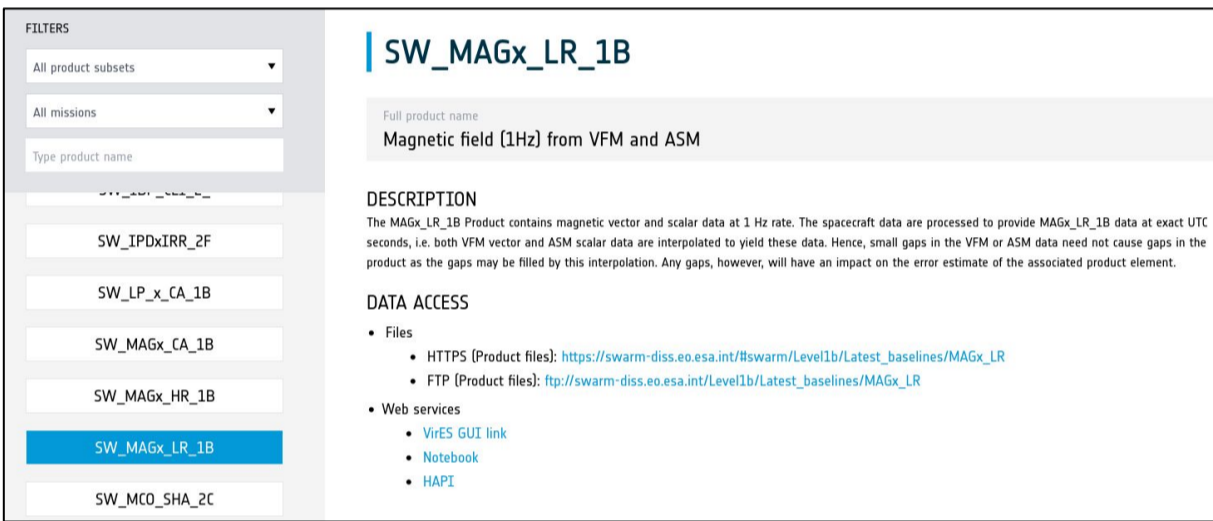 FILTERS
All product subsets
All missions
Type product name
SW_IPDxIRR_2F
SW_LP_x_CA_1B
SW_MAGx_CA_1B
SW_MAGx_HR_1B
SW_MAGx_LR_1B
SW_MCO_SHA_2C
SW_MAGx_LR_1B
Full product name
Magnetic field (1Hz) from VFM and ASM
DESCRIPTION
The MAGx_LR_1B Product contains magnetic vector and scalar data at 1 Hz rate. The spacecraft data are processed to provide MAGx_LR_1B data at exact UTC
seconds, i.e. both VFM vector and ASM scalar data are interpolated to yield these data. Hence, small gaps in the VFM or ASM data need not cause gaps in the
product as the gaps may be filled by this interpolation. Any gaps, however, will have an impact on the error estimate of the associated product element.
DATA ACCESS
• Files
• HTTPS (Product files): https://swarm-diss.eo.esa.int/#swarm/Level1b/Latest_baselines/MAGx_LR
• FTP (Product files): ftp://swarm-diss.eo.esa.int/Level1b/Latest_baselines/MAGx_LR
• Web services
• VirES GUI link
• Notebook
• HAPI